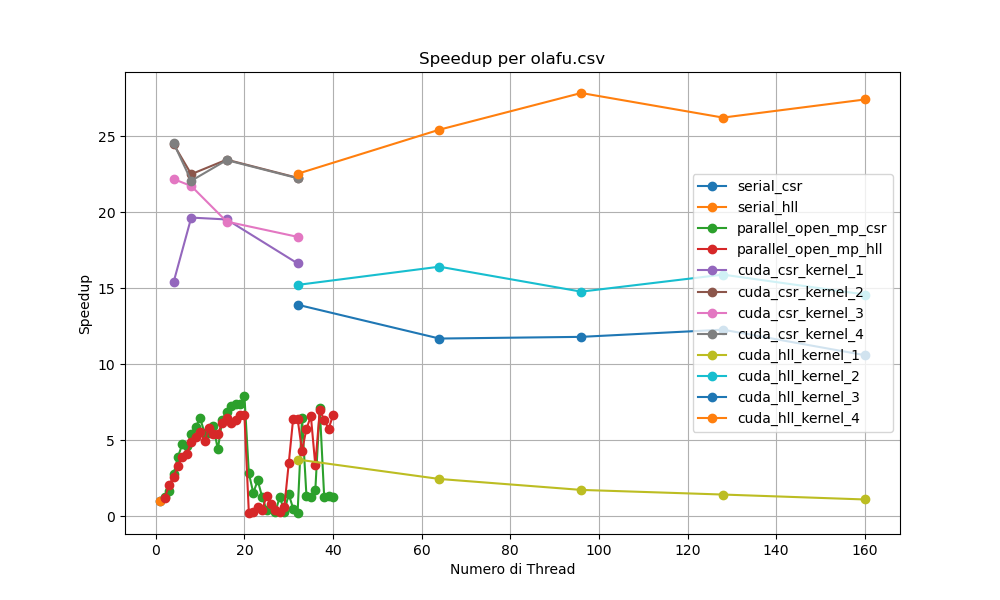 Speedup per olafu.csv
Speedup
25
20
15
10
5
0
0 20 40 60 80 100 120 140 160
Numero di Thread
serial_csr
serial_hll
parallel_open_mp_csr
parallel_open_mp_hll
cuda_csr_kernel_1
cuda_csr_kernel_2
cuda_csr_kernel_3
cuda_csr_kernel_4
cuda_hll_kernel_1
cuda_hll_kernel_2
cuda_hll_kernel_3
cuda_hll_kernel_4